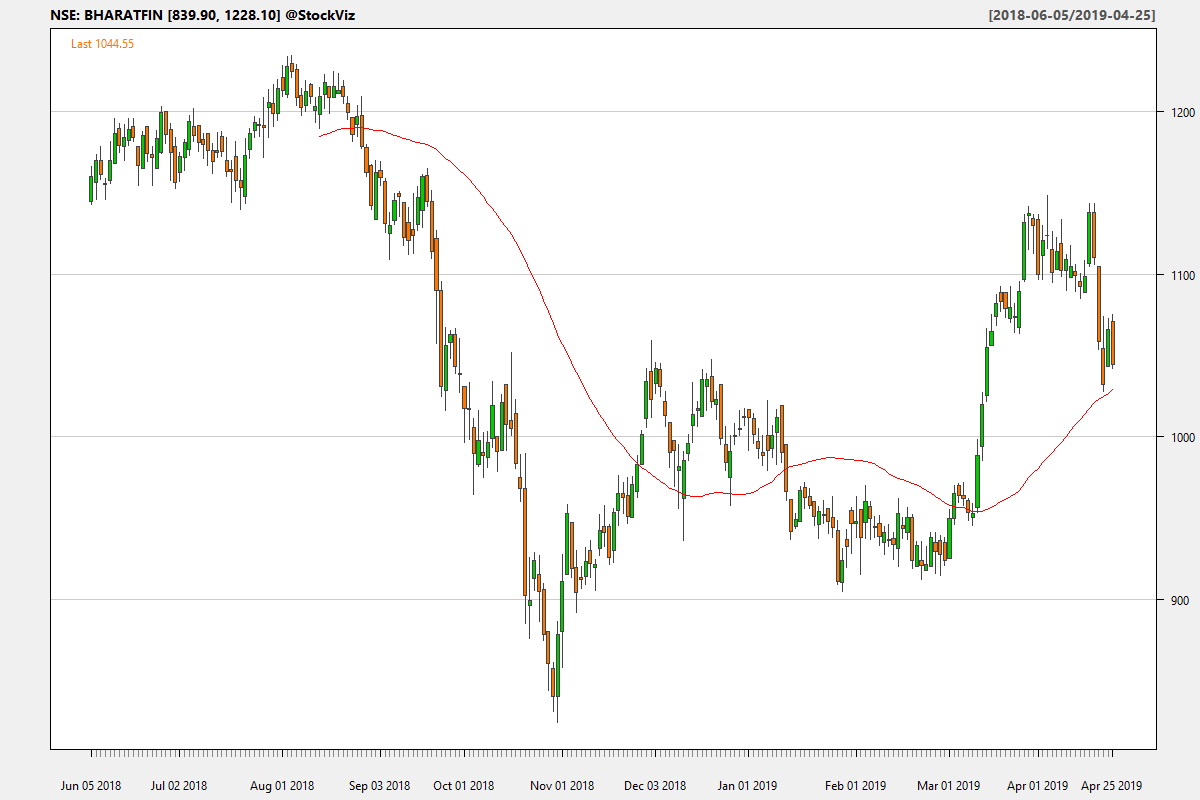 NSE: BHARATFIN [839.90, 1228.10] @StockViz [2018-06-05/2019-04-25]
Last 1044.55
1200
1100
1000
900
Jun 05 2018 Jul 02 2018 Aug 01 2018 Sep 03 2018 Oct 01 2018 Nov 01 2018 Dec 03 2018 Jan 01 2019 Feb 01 2019 Mar 01 2019 Apr 01 2019 Apr 25 2019